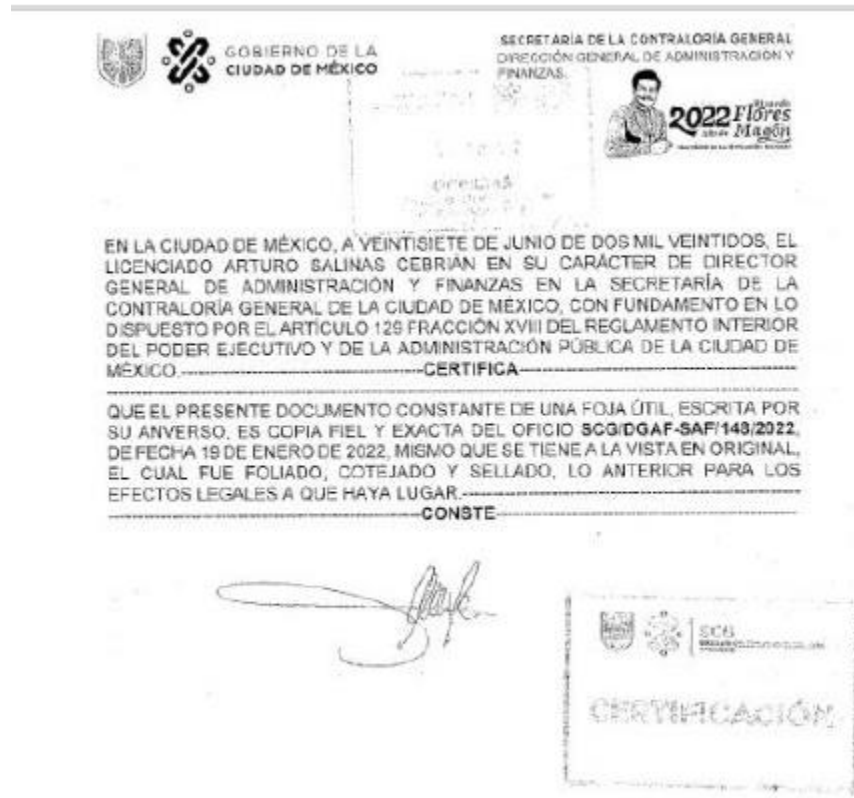 GOBIERNO DE LA
CIUDAD DE MÉXICO
SECRETARÍA DE LA CONTRALORÍA GENERAL
DIRECCIÓN GENERAL DE ADMINISTRACIÓN Y
FINANZAS
2022 Flores
Magón
EN LA CIUDAD DE MÉXICO, A VEINTISIETE DE JUNIO DE DOS MIL VEINTIDOS, EL
LICENCIADO ARTURO SALINAS CEBRIÁN EN SU CARÁCTER DE DIRECTOR
GENERAL DE ADMINISTRACIÓN Y FINANZAS EN LA SECRETARÍA DE LA
CONTRALORÍA GENERAL DE LA CIUDAD DE MÉXICO, CON FUNDAMENTO EN LO
DISPUESTO POR EL ARTÍCULO 129 FRACCIÓN XVIII DEL REGLAMENTO INTERIOR
DEL PODER EJECUTIVO Y DE LA ADMINISTRACIÓN PÚBLICA DE LA CIUDAD DE
MÉXICO.------------------------------CERTIFICA------------------------------
QUE EL PRESENTE DOCUMENTO CONSTANTE DE UNA FOJA ÚTIL, ESCRITA POR
SU ANVERSO, ES COPIA FIEL Y EXACTA DEL OFICIO SCG/DGAF-SAF/148/2022,
DE FECHA 19 DE ENERO DE 2022, MISMO QUE SE TIENE A LA VISTA EN ORIGINAL,
EL CUAL FUE FOLIADO, COTEJADO Y SELLADO, LO ANTERIOR PARA LOS
EFECTOS LEGALES A QUE HAYA LUGAR.------------------------------
------------------------------CONSTE------------------------------
SCG
CERTIFICACIÓN